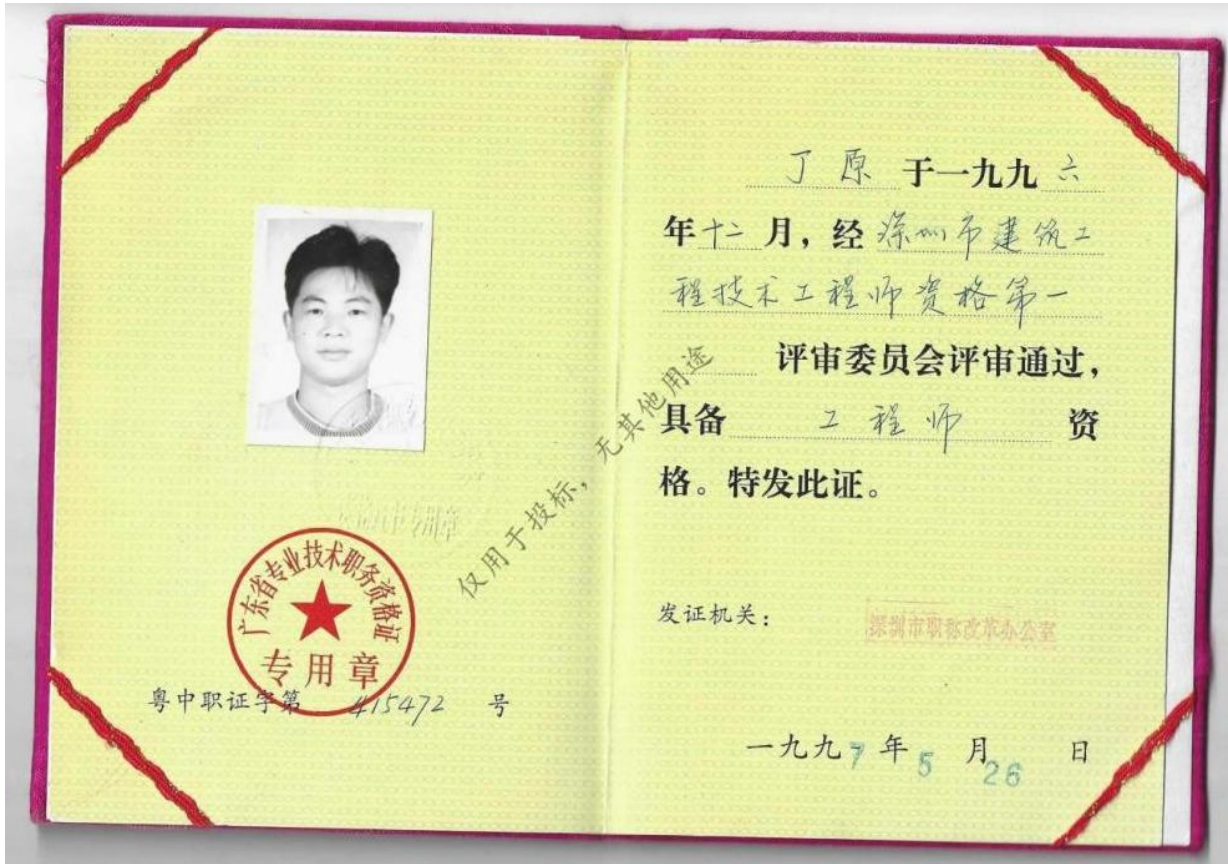 广东省专业技术职务资格证
专用章
粤中职证字第 415472 号
仅用于投标，无其他用途
丁原 于一九九六
年十二月，经深圳市建筑工
程技术工程师资格第一
评审委员会评审通过，
具备 工程师 资
格。特发此证。
发证机关：
深圳市职称改革办公室
一九九7年5月26日